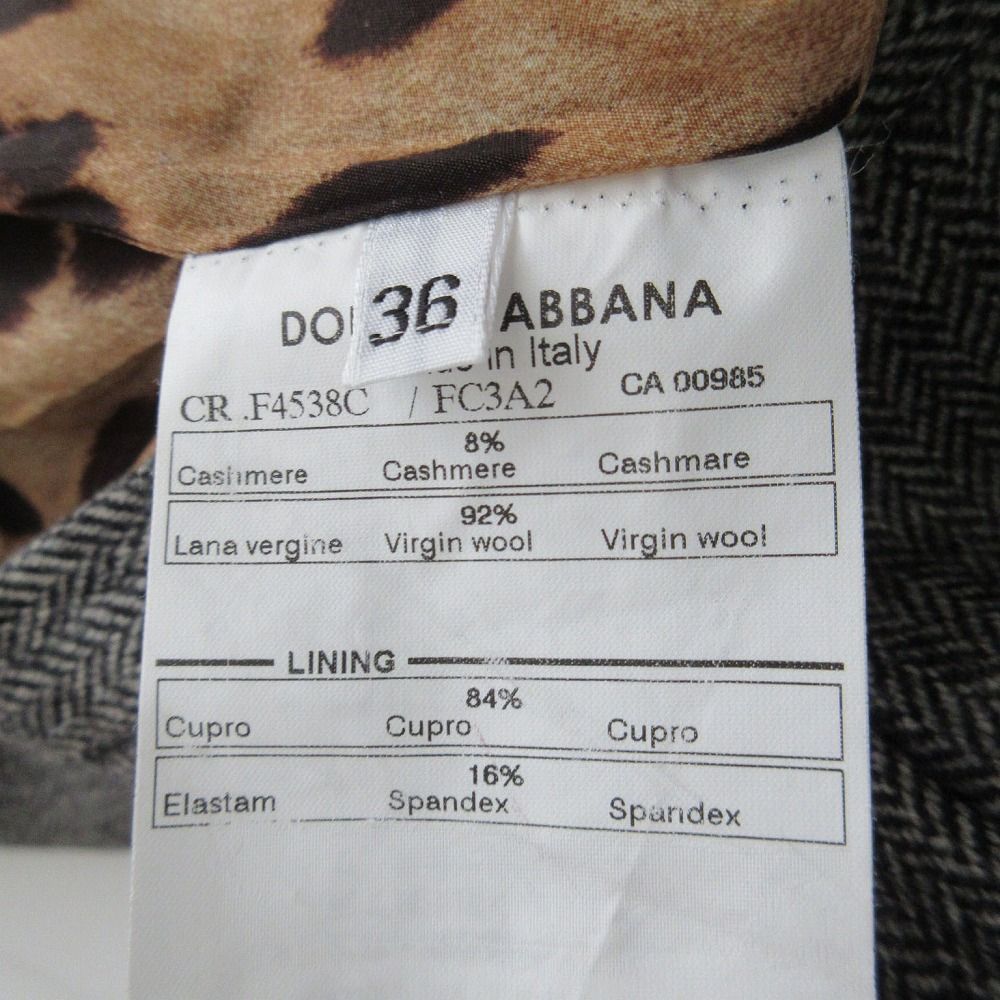 36
DO ABBANA
in Italy
CR .F4538C / FC3A2 CA 00985
8%
Cashmere Cashmere Cashmare
92%
Lana vergine Virgin wool Virgin wool
LINING
84%
Cupro Cupro Cupro
16%
Elastam Spandex Spandex